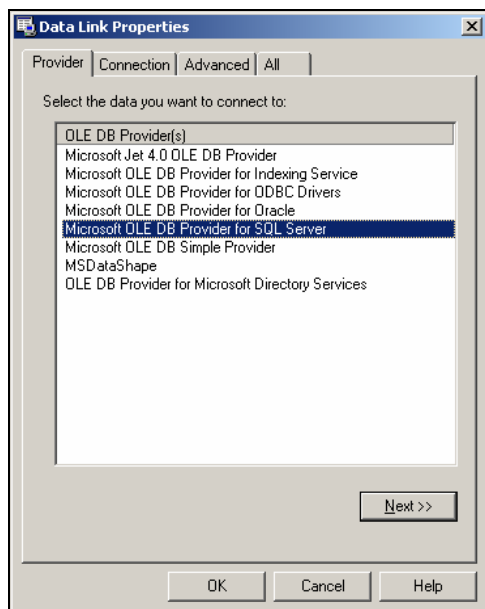 Data Link Properties
Provider Connection Advanced All
Select the data you want to connect to:
OLE DB Provider(s)
Microsoft Jet 4.0 OLE DB Provider
Microsoft OLE DB Provider for Indexing Service
Microsoft OLE DB Provider for ODBC Drivers
Microsoft OLE DB Provider for Oracle
Microsoft OLE DB Provider for SQL Server
Microsoft OLE DB Simple Provider
MSDataShape
OLE DB Provider for Microsoft Directory Services
Next >>
OK Cancel Help